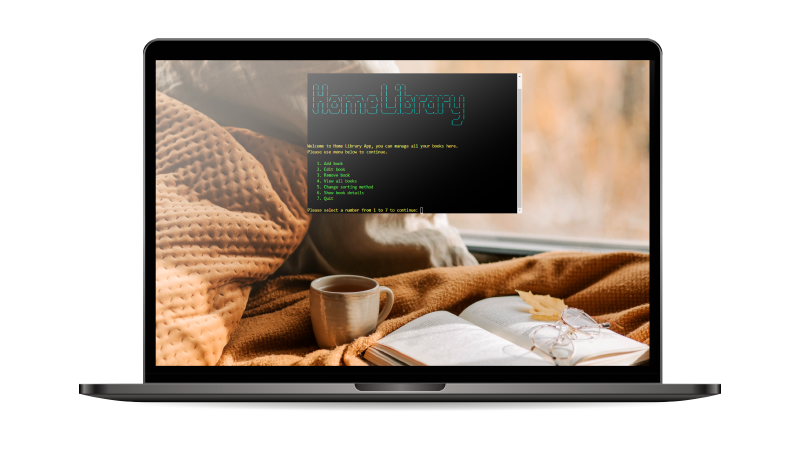 HomeLibrary
Welcome to Home Library App, you can manage all your books here.
Please use menu below to continue.
1. Add book
2. Edit book
3. Remove book
4. View all books
5. Change sorting method
6. Show book details
7. Quit
Please select a number from 1 to 7 to continue: